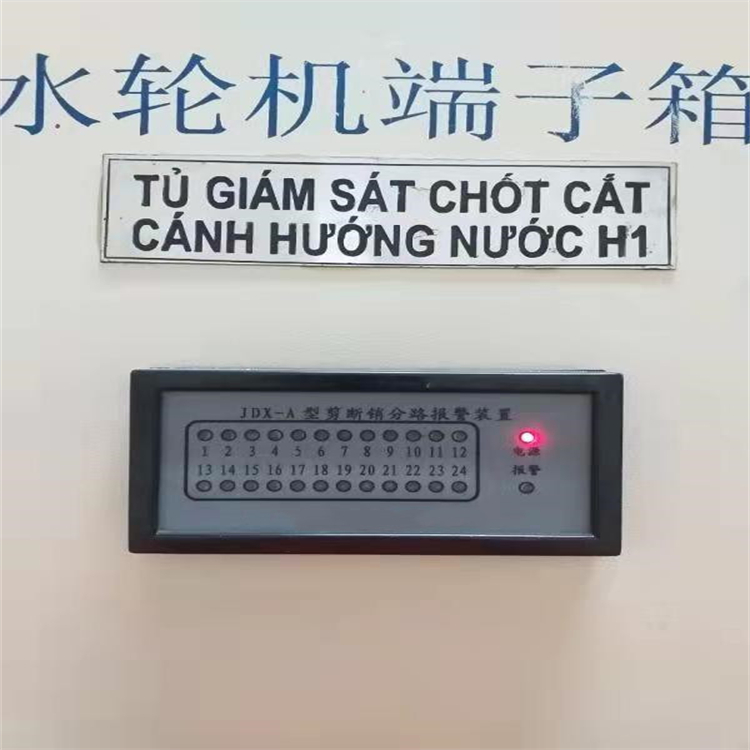 水轮机端子箱
TỦ GIÁM SÁT CHỐT CẮT
CÁNH HƯỚNG NƯỚC H1
JDX-A 型剪断销分路报警装置
1 2 3 4 5 6 7 8 9 10 11 12
电源
13 14 15 16 17 18 19 20 21 22 23 24
报警